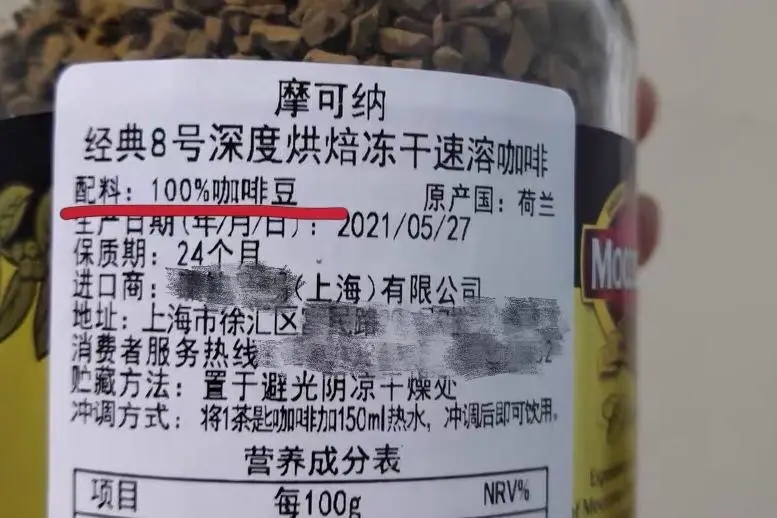 摩可纳
经典8号深度烘焙冻干速溶咖啡
配料：100%咖啡豆 原产国：荷兰
生产日期(年/月/日)：2021/05/27
保质期：24个月
进口商： (上海)有限公司
地址：上海市徐汇区
消费者服务热线
贮藏方法：置于避光阴凉干燥处
冲调方式：将1茶匙咖啡加150ml热水，冲调后即可饮用。
营养成分表
项目 每100g NRV%